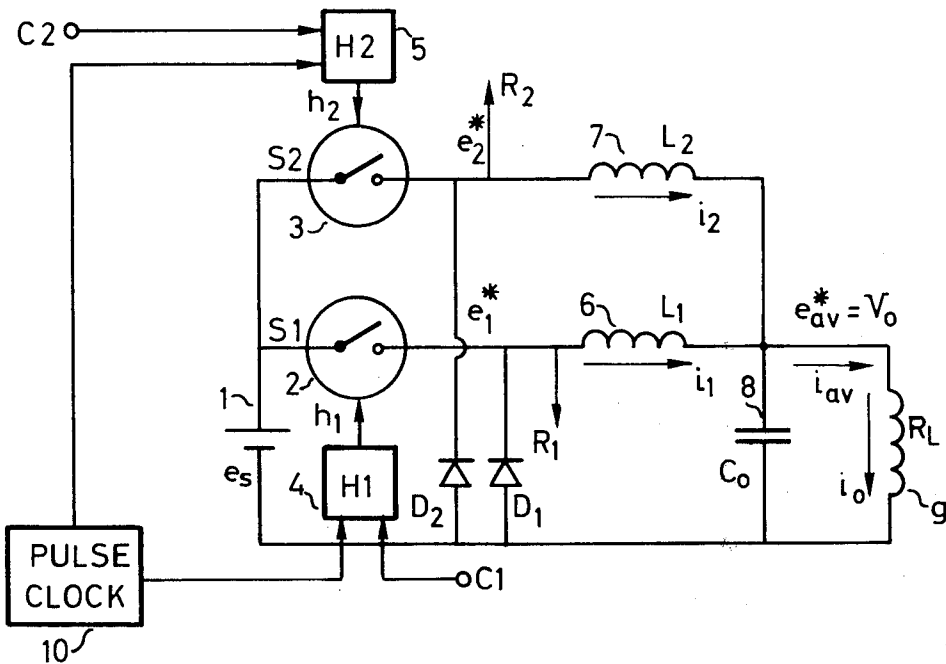 C2
H2
5
h2
R2
e2*
7
L2
S2
3
i2
e1*
6
L1
eav* = Vo
S1
2
i1
iav
1
h1
8
R1
RL
es
4
H1
D2
D1
Co
io
g
PULSE
CLOCK
C1
10